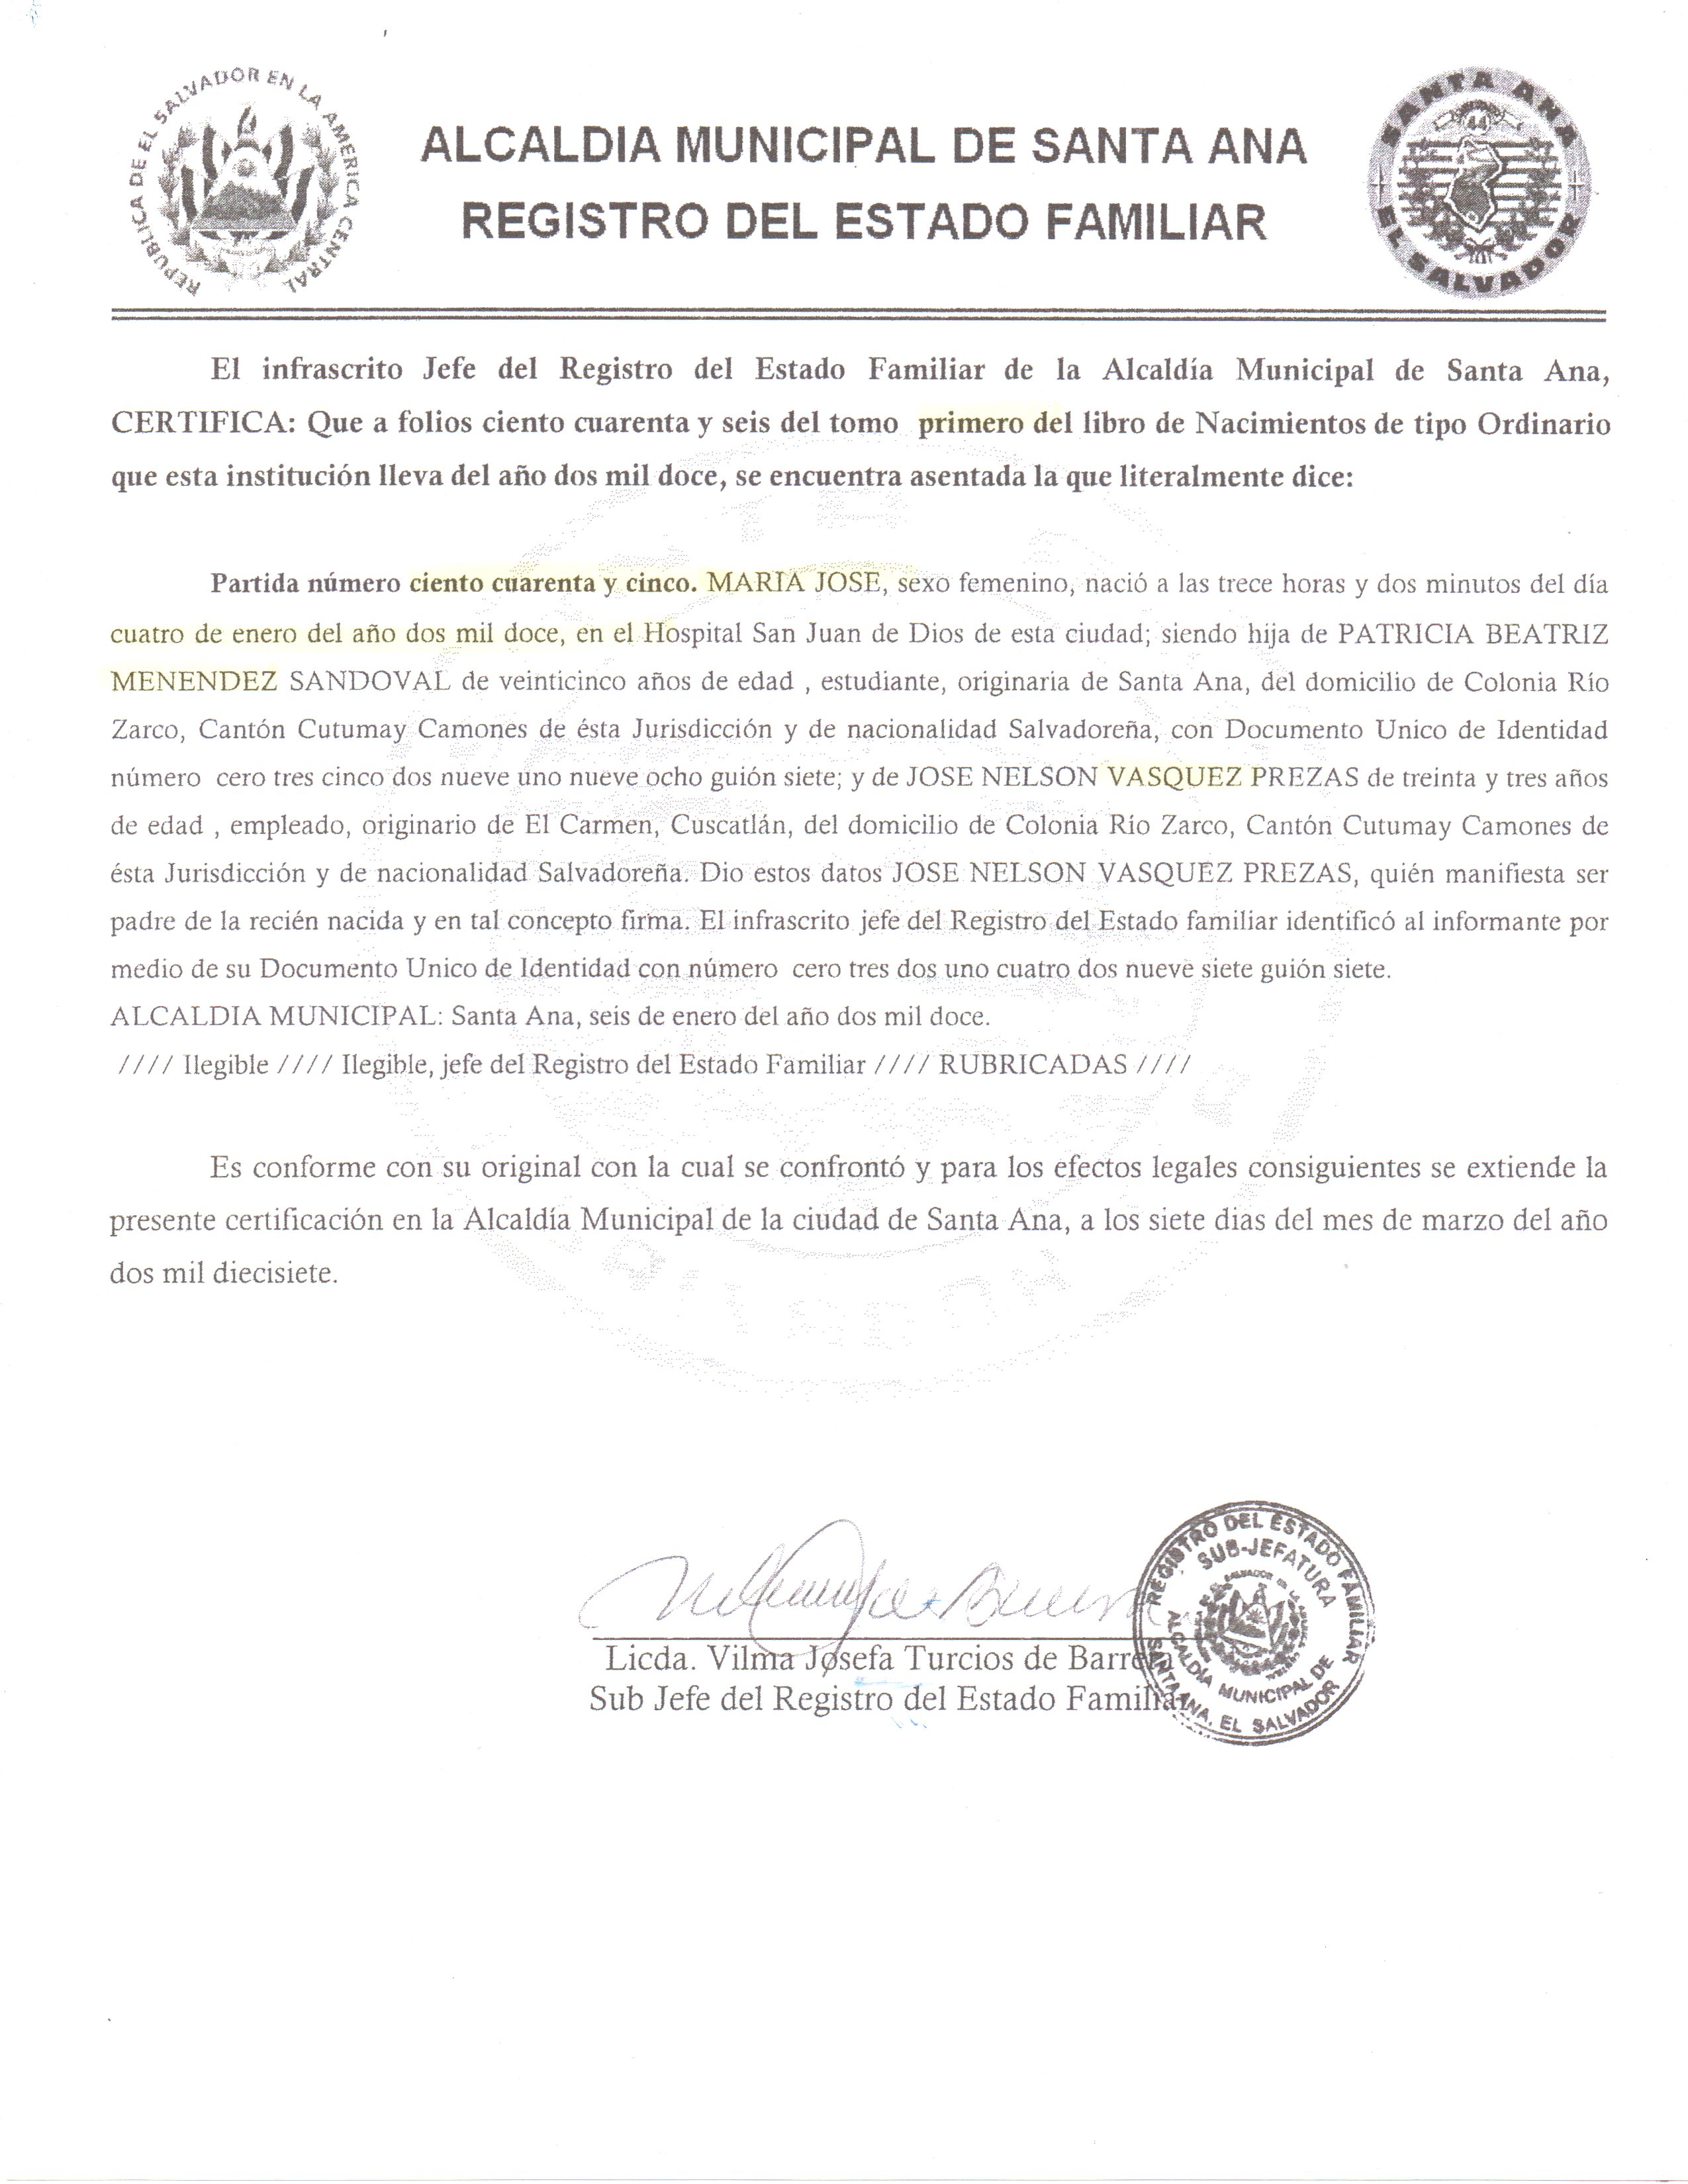 REPUBLICA DE EL SALVADOR EN LA AMERICA CENTRAL
ALCALDIA MUNICIPAL DE SANTA ANA
REGISTRO DEL ESTADO FAMILIAR
SANTA ANA
44
EL SALVADOR
El infrascrito Jefe del Registro del Estado Familiar de la Alcaldía Municipal de Santa Ana,
CERTIFICA: Que a folios ciento cuarenta y seis del tomo primero del libro de Nacimientos de tipo Ordinario
que esta institución lleva del año dos mil doce, se encuentra asentada la que literalmente dice:
Partida número ciento cuarenta y cinco. MARIA JOSE, sexo femenino, nació a las trece horas y dos minutos del día
cuatro de enero del año dos mil doce, en el Hospital San Juan de Dios de esta ciudad; siendo hija de PATRICIA BEATRIZ
MENENDEZ SANDOVAL de veinticinco años de edad , estudiante, originaria de Santa Ana, del domicilio de Colonia Río
Zarco, Cantón Cutumay Camones de ésta Jurisdicción y de nacionalidad Salvadoreña, con Documento Unico de Identidad
número cero tres cinco dos nueve uno nueve ocho guión siete; y de JOSE NELSON VASQUEZ PREZAS de treinta y tres años
de edad , empleado, originario de El Carmen, Cuscatlán, del domicilio de Colonia Río Zarco, Cantón Cutumay Camones de
ésta Jurisdicción y de nacionalidad Salvadoreña. Dio estos datos JOSE NELSON VASQUEZ PREZAS, quién manifiesta ser
padre de la recién nacida y en tal concepto firma. El infrascrito jefe del Registro del Estado familiar identificó al informante por
medio de su Documento Unico de Identidad con número cero tres dos uno cuatro dos nueve siete guión siete.
ALCALDIA MUNICIPAL: Santa Ana, seis de enero del año dos mil doce.
//// Ilegible //// Ilegible, jefe del Registro del Estado Familiar //// RUBRICADAS ////
Es conforme con su original con la cual se confrontó y para los efectos legales consiguientes se extiende la
presente certificación en la Alcaldía Municipal de la ciudad de Santa Ana, a los siete días del mes de marzo del año
dos mil diecisiete.
Licda. Vilma Josefa Turcios de Barrera
Sub Jefe del Registro del Estado Familiar
REGISTRO DEL ESTADO FAMILIAR
SUB-JEFATURA
ALCALDÍA MUNICIPAL DE
SANTA ANA, EL SALVADOR